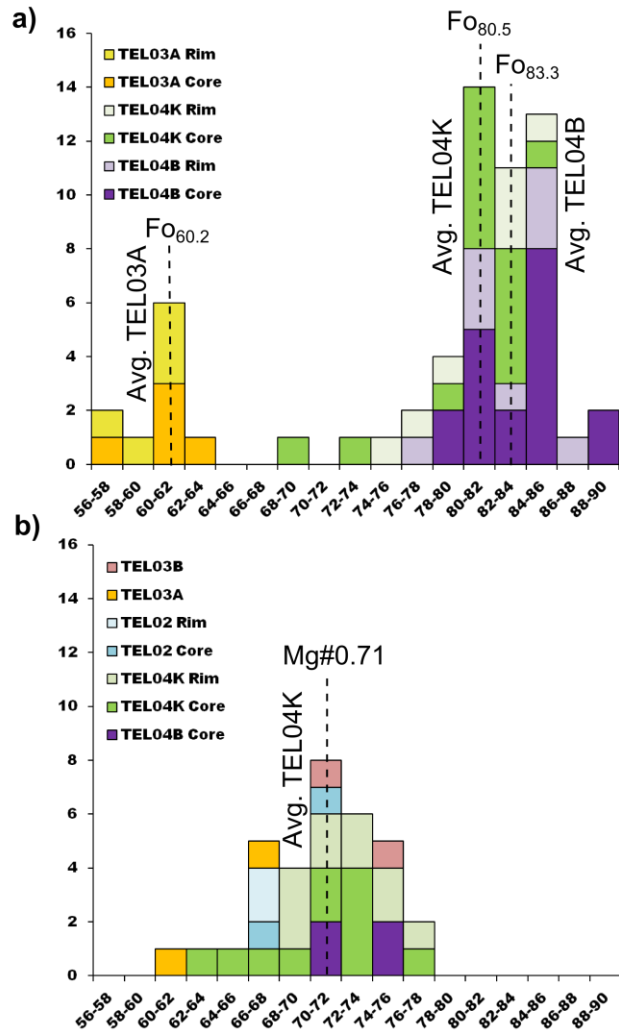 a)
16
14
12
10
8
6
4
2
0
TEL03A Rim
TEL03A Core
TEL04K Rim
TEL04K Core
TEL04B Rim
TEL04B Core
Avg. TEL03A
Fo60.2
Avg. TEL04K
Fo80.5
Fo83.3
Avg. TEL04B
56-58
58-60
60-62
62-64
64-66
66-68
68-70
70-72
72-74
74-76
76-78
78-80
80-82
82-84
84-86
86-88
88-90
b)
16
14
12
10
8
6
4
2
0
TEL03B
TEL03A
TEL02 Rim
TEL02 Core
TEL04K Rim
TEL04K Core
TEL04B Core
Avg. TEL04K
Mg#0.71
56-58
58-60
60-62
62-64
64-66
66-68
68-70
70-72
72-74
74-76
76-78
78-80
80-82
82-84
84-86
86-88
88-90